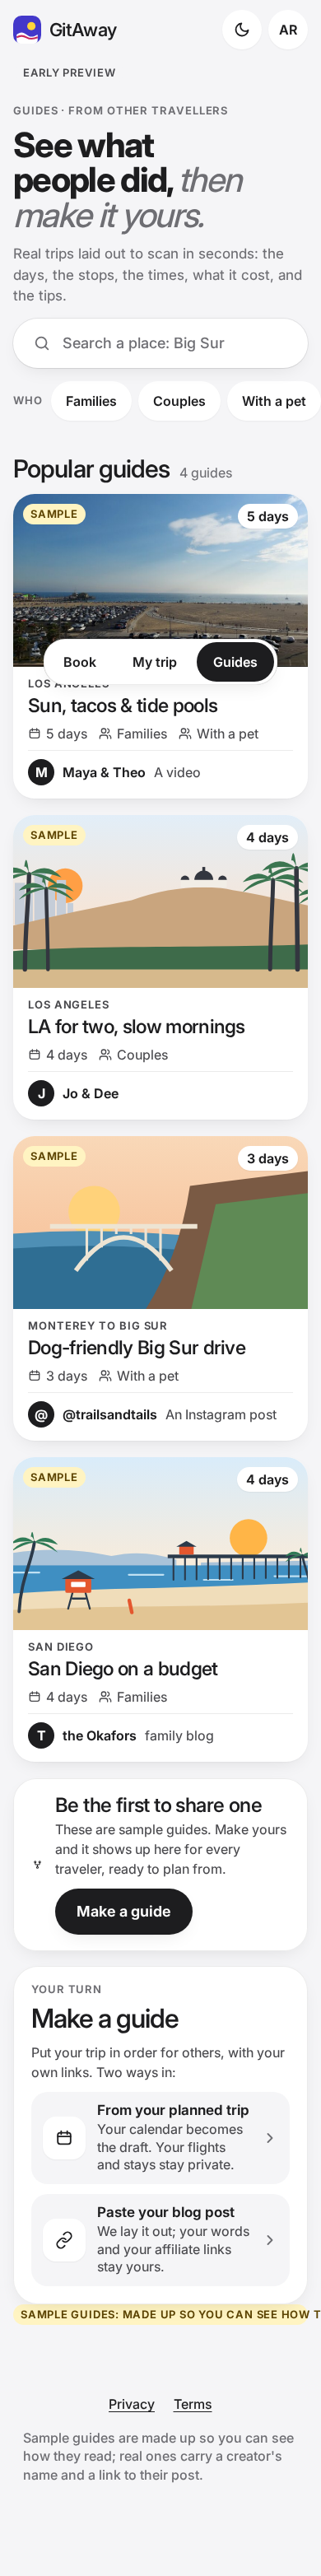 GitAway
AR
EARLY PREVIEW
GUIDES · FROM OTHER TRAVELLERS
See what
people did, then
make it yours.
Real trips laid out to scan in seconds: the
days, the stops, the times, what it cost, and
the tips.
Search a place: Big Sur
WHO Families Couples With a pet
Popular guides 4 guides
SAMPLE 5 days
Book My trip Guides
LOS ANGELES
Sun, tacos & tide pools
5 days Families With a pet
M Maya & Theo A video
SAMPLE 4 days
LOS ANGELES
LA for two, slow mornings
4 days Couples
J Jo & Dee
SAMPLE 3 days
MONTEREY TO BIG SUR
Dog-friendly Big Sur drive
3 days With a pet
@ @trailsandtails An Instagram post
SAMPLE 4 days
SAN DIEGO
San Diego on a budget
4 days Families
T the Okafors family blog
Be the first to share one
These are sample guides. Make yours
and it shows up here for every
traveler, ready to plan from.
Make a guide
YOUR TURN
Make a guide
Put your trip in order for others, with your
own links. Two ways in:
From your planned trip
Your calendar becomes
the draft. Your flights
and stays stay private.
Paste your blog post
We lay it out; your words
and your affiliate links
stay yours.
SAMPLE GUIDES: MADE UP SO YOU CAN SEE HOW
Privacy Terms
Sample guides are made up so you can see
how they read; real ones carry a creator's
name and a link to their post.